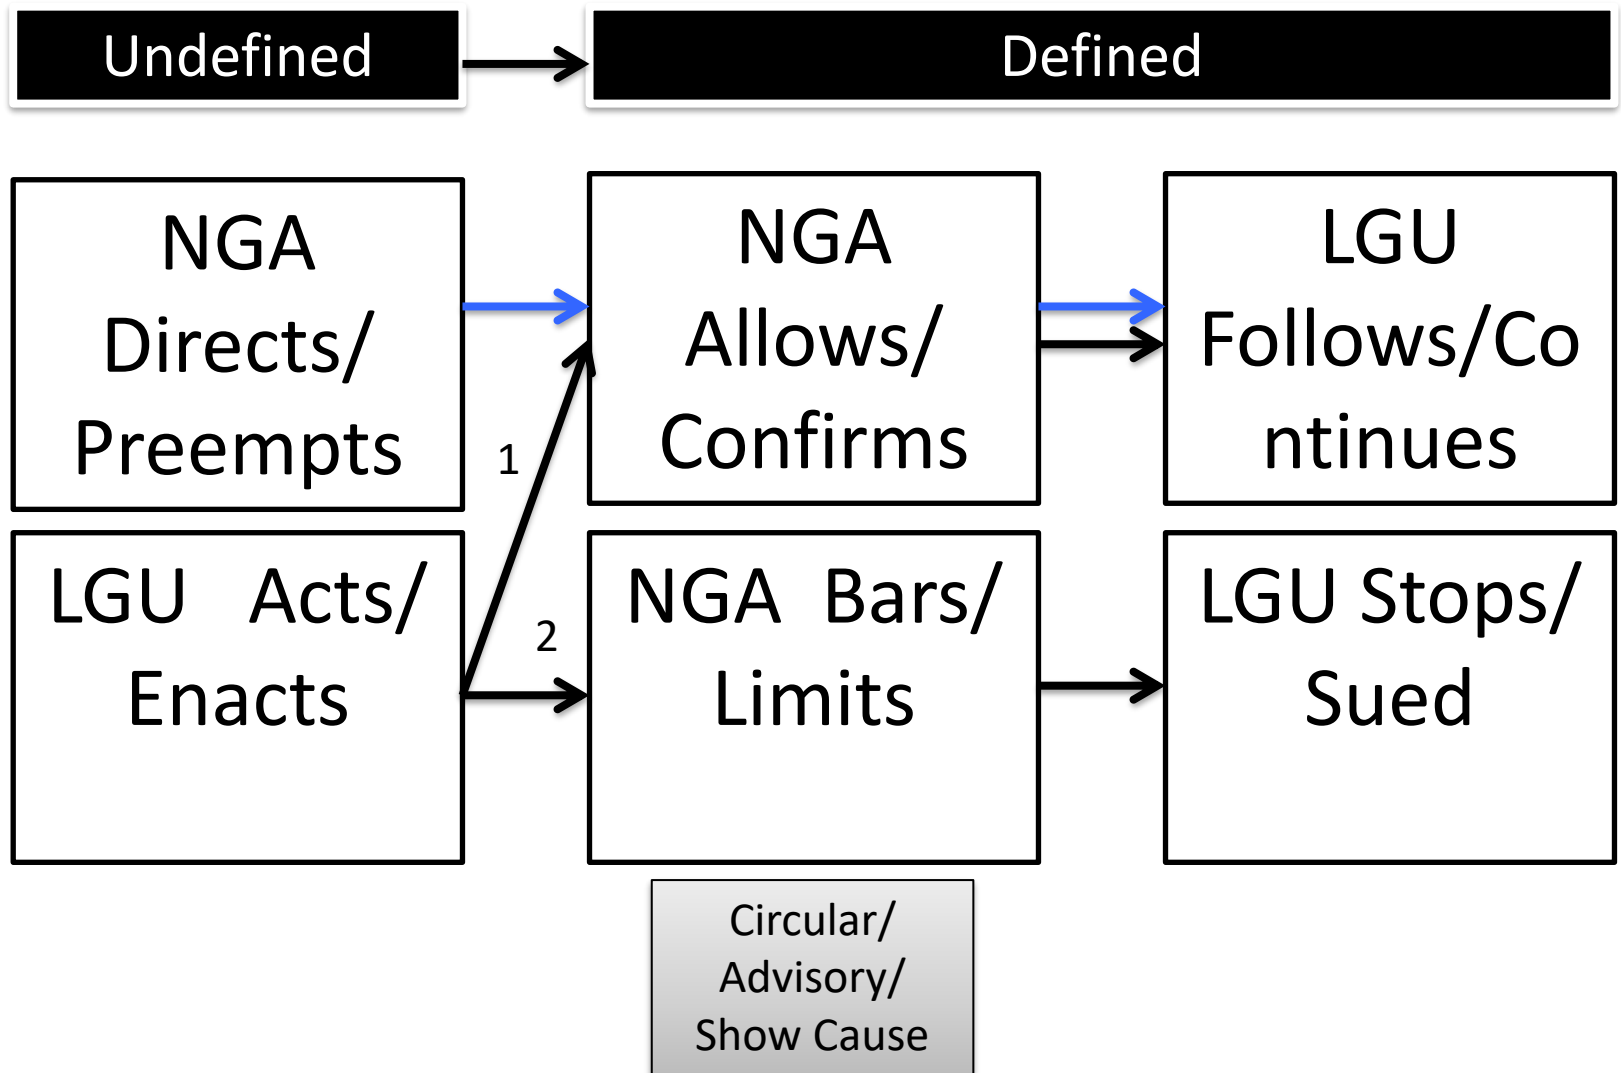 Undefined
Defined
NGA
Directs/
Preempts
NGA
Allows/
Confirms
LGU
Follows/Co
ntinues
1
2
LGU Acts/
Enacts
NGA Bars/
Limits
LGU Stops/
Sued
Circular/
Advisory/
Show Cause